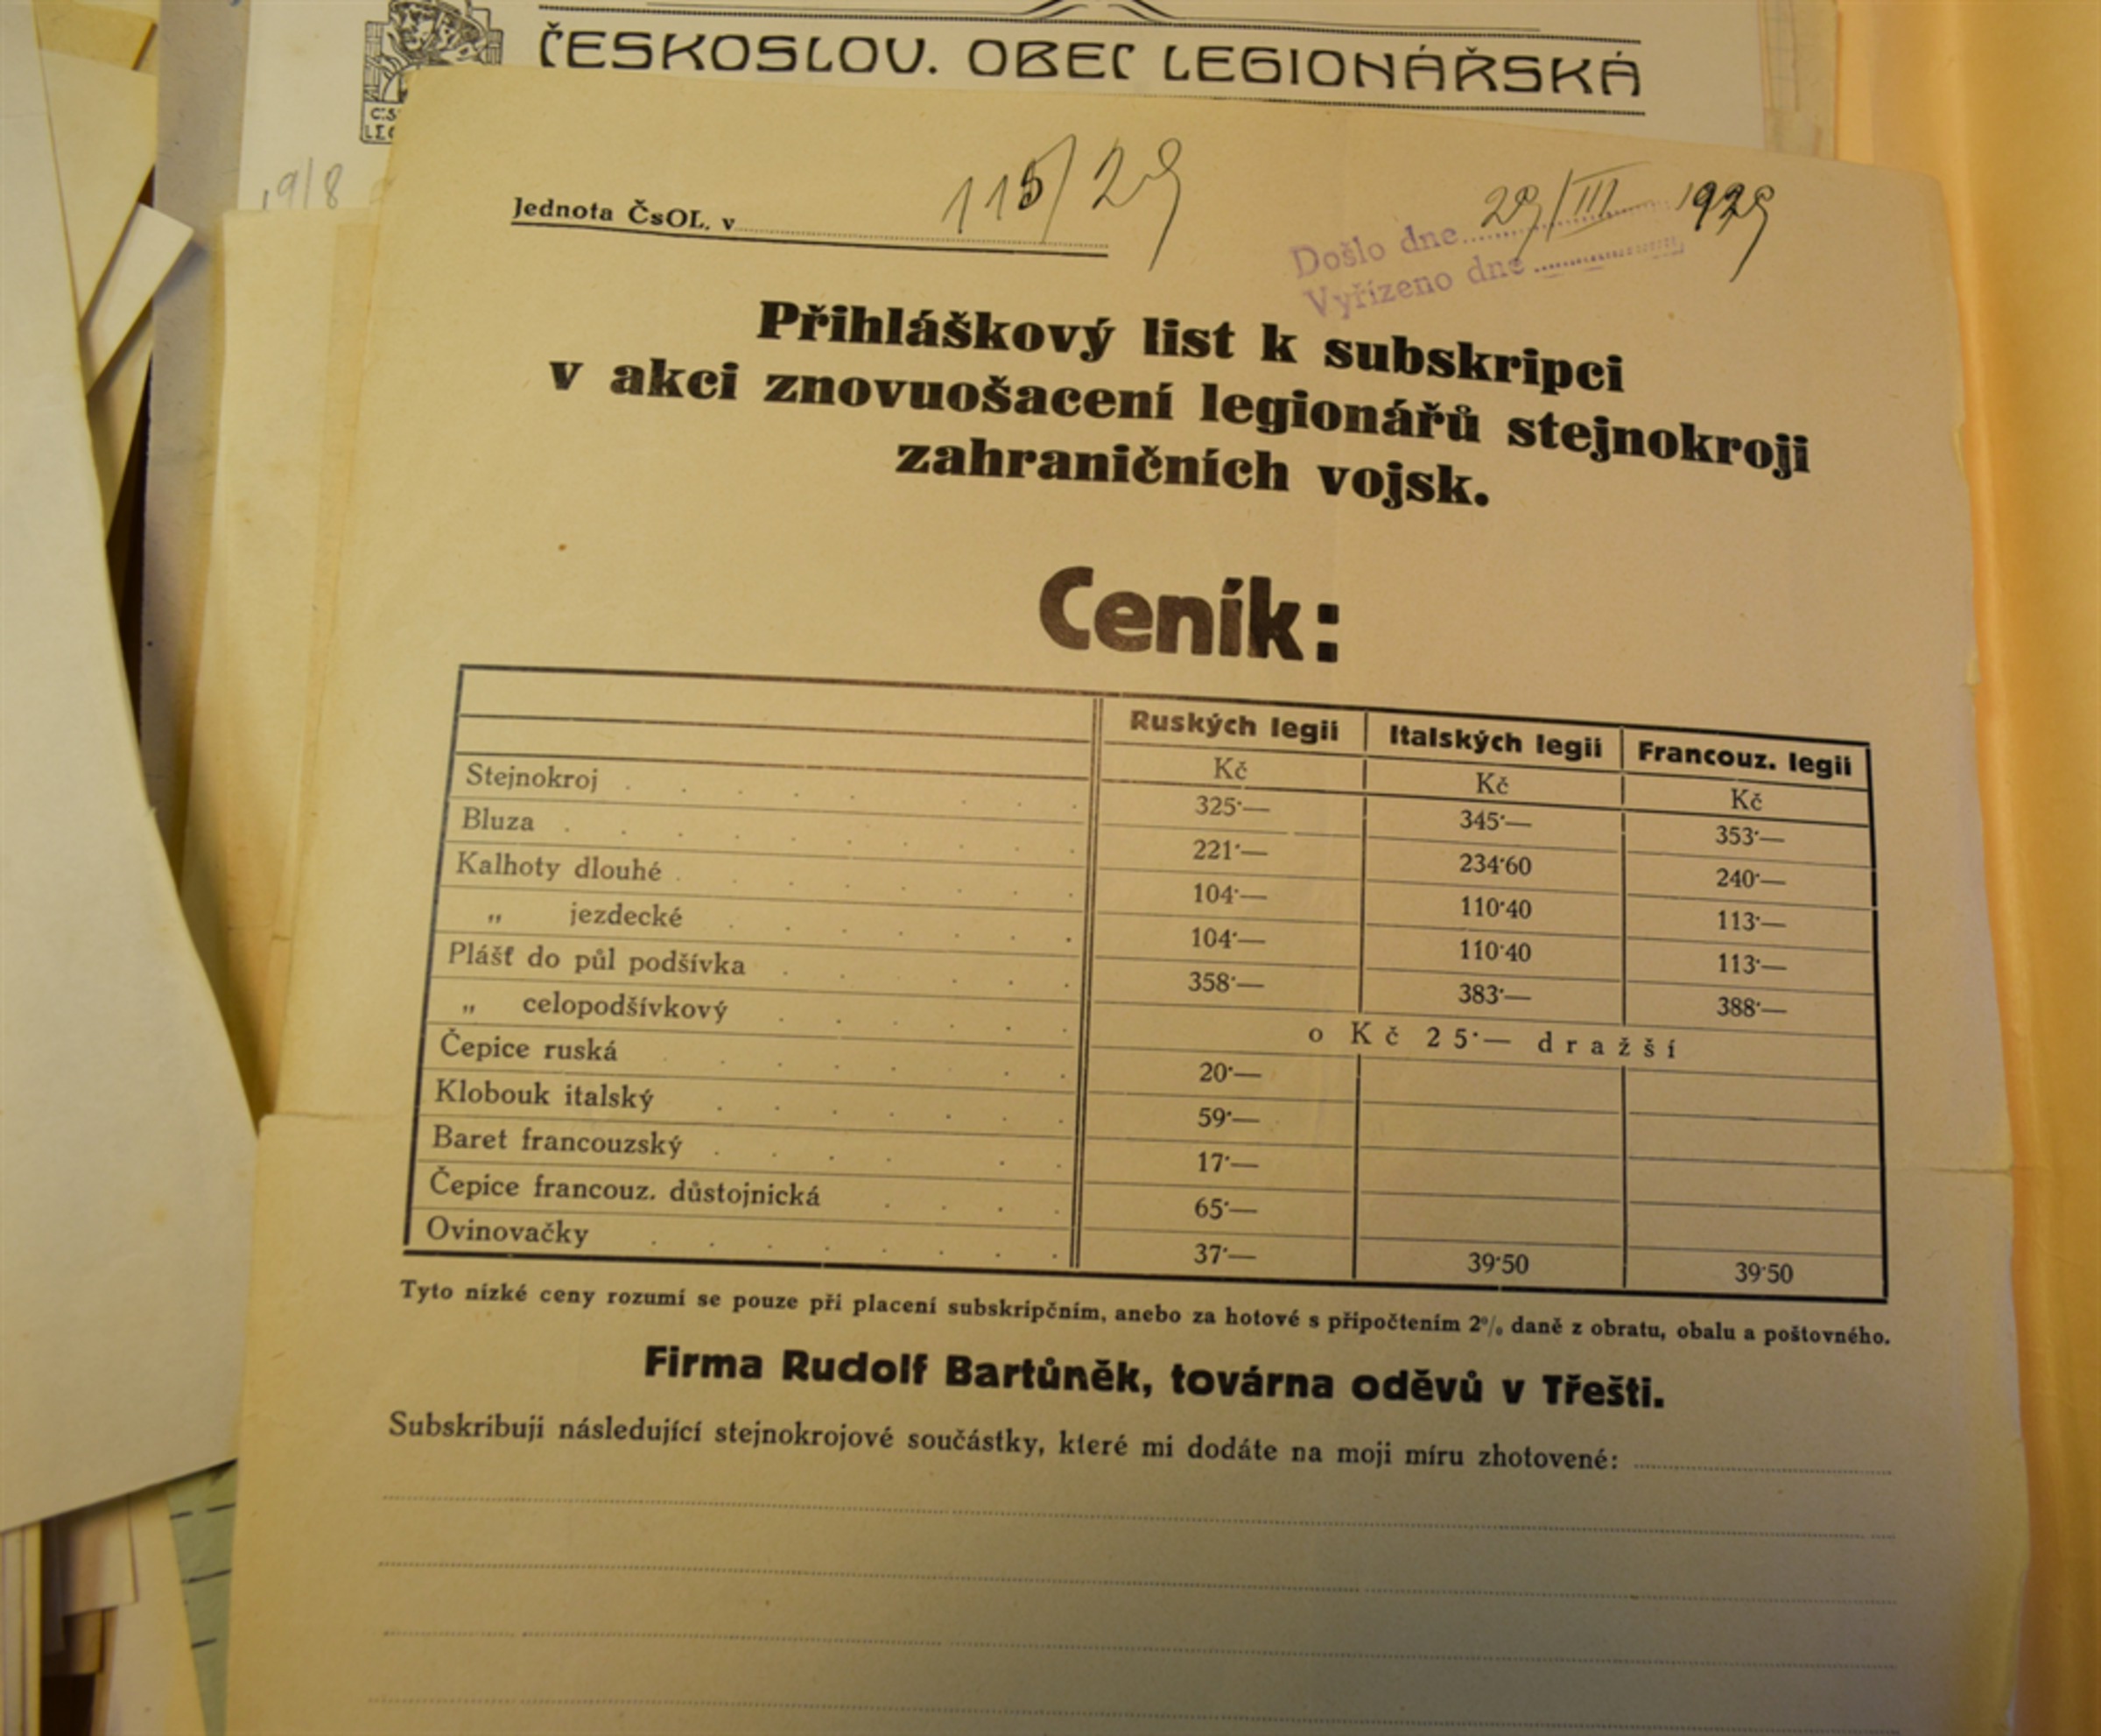 ČESKOSLOV. OBEC LEGIONÁŘSKÁ
19/8
115/29
Jednota ČsOL. v
29/III 1929
Došlo dne
Vyřízeno dne
Přihláškový list k subskripci
v akci znovuošacení legionářů stejnokroji
zahraničních vojsk.
Ceník:
Ruských legií Italských legií Francouz. legií
Kč Kč Kč
Stejnokroj 325·— 345·— 353·—
Bluza 221·— 234·60 240·—
Kalhoty dlouhé 104·— 110·40 113·—
„ jezdecké 104·— 110·40 113·—
Plášť do půl podšívka 358·— 383·— 388·—
„ celopodšívkový o Kč 25·— dražší
Čepice ruská 20·—
Klobouk italský 59·—
Baret francouzský 17·—
Čepice francouz. důstojnická 65·—
Ovinovačky 37·— 39·50 39·50
Tyto nízké ceny rozumí se pouze při placení subskripčním, anebo za hotové s připočtením 2% daně z obratu, obalu a poštovného.
Firma Rudolf Bartůněk, továrna oděvů v Třešti.
Subskribuji následující stejnokrojové součástky, které mi dodáte na moji míru zhotovené: